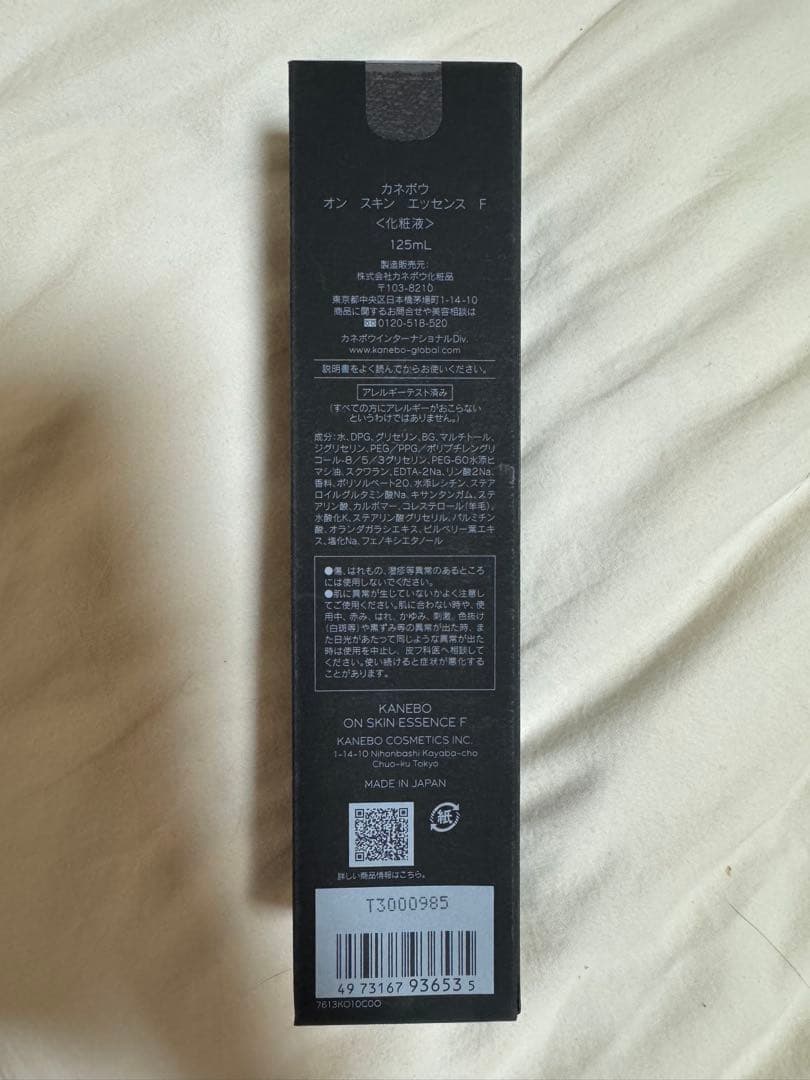 カネボウ
オン スキン エッセンス F
<化粧液>
125mL
製造販売元:
株式会社カネボウ化粧品
〒103-8210
東京都中央区日本橋茅場町1-14-10
商品に関するお問合せや美容相談は
0120-518-520
カネボウインターナショナルDiv.
www.kanebo-global.com
説明書をよく読んでからお使いください。
アレルギーテスト済み
(すべての方にアレルギーがおこらない
というわけではありません。)
成分:水、DPG、グリセリン、BG、マルチトール、
ジグリセリン、PEG/PPG/ポリブチレングリ
コール-8/5/3グリセリン、PEG-60水添ヒ
マシ油、スクワラン、EDTA-2Na、リン酸2Na、
香料、ポリソルベート20、水添レシチン、ステア
ロイルグルタミン酸Na、キサンタンガム、ステ
アリン酸、カルボマー、コレステロール(羊毛)、
水酸化K、ステアリン酸グリセリル、パルミチン
酸、オランダガラシエキス、ビルベリー葉エキ
ス、塩化Na、フェノキシエタノール
●傷、はれもの、湿疹等異常のあるところ
には使用しないでください。
●肌に異常が生じていないかよく注意し
てご使用ください。肌に合わない時や、使
用中、赤み、はれ、かゆみ、刺激、色抜け
(白斑等)や黒ずみ等の異常が出た時、ま
た日光があたって同じような異常が出た
時は使用を中止し、皮フ科医へ相談して
ください。使い続けると症状が悪化する
ことがあります。
KANEBO
ON SKIN ESSENCE F
KANEBO COSMETICS INC.
1-14-10 Nihonbashi Kayaba-cho
Chuo-ku Tokyo
MADE IN JAPAN
紙
詳しい商品情報はこちら。
T3000985
4 973167 936535
7613KO10COO